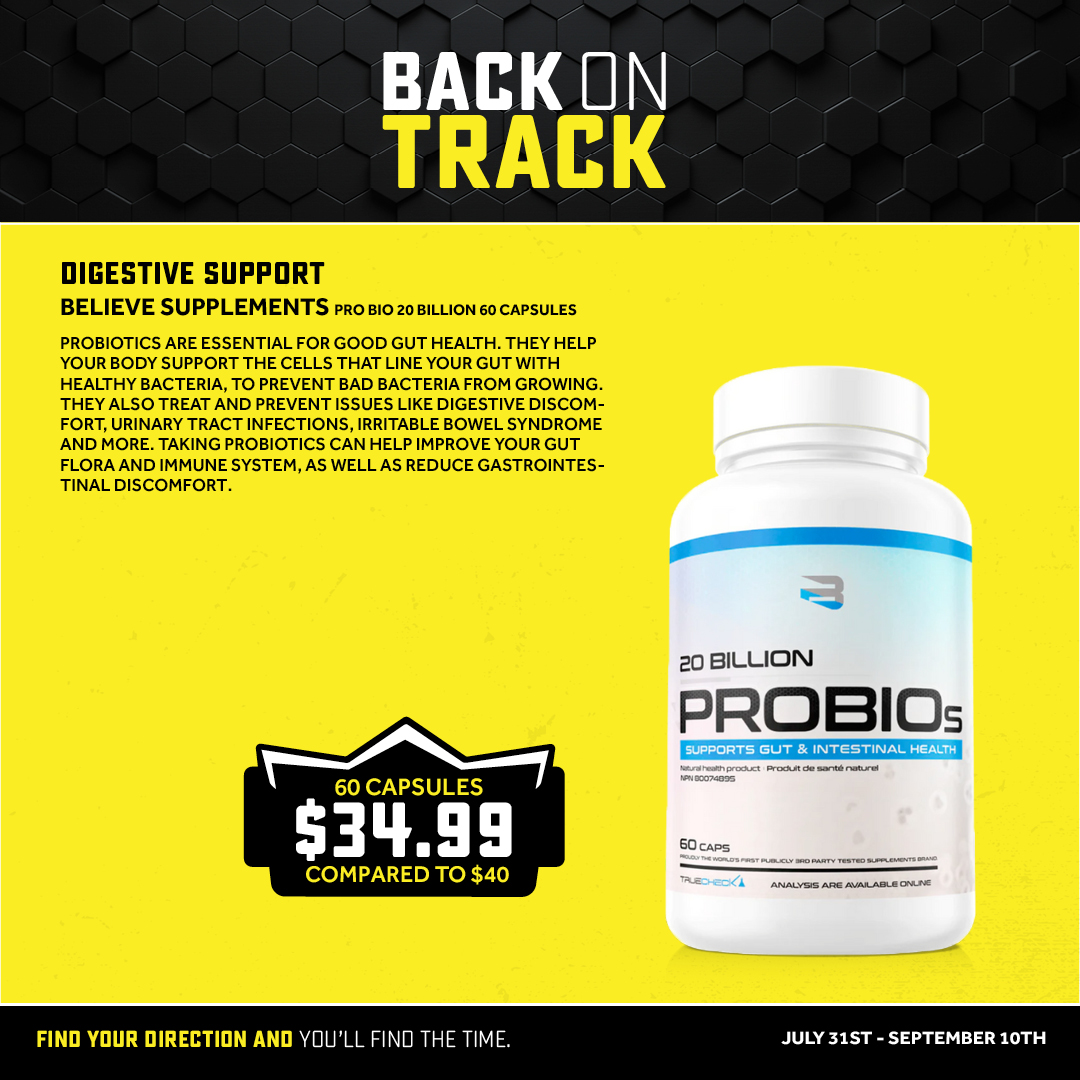 BACK ON
TRACK
DIGESTIVE SUPPORT
BELIEVE SUPPLEMENTS PRO BIO 20 BILLION 60 CAPSULES
PROBIOTICS ARE ESSENTIAL FOR GOOD GUT HEALTH. THEY HELP
YOUR BODY SUPPORT THE CELLS THAT LINE YOUR GUT WITH
HEALTHY BACTERIA, TO PREVENT BAD BACTERIA FROM GROWING.
THEY ALSO TREAT AND PREVENT ISSUES LIKE DIGESTIVE DISCOM-
FORT, URINARY TRACT INFECTIONS, IRRITABLE BOWEL SYNDROME
AND MORE. TAKING PROBIOTICS CAN HELP IMPROVE YOUR GUT
FLORA AND IMMUNE SYSTEM, AS WELL AS REDUCE GASTROINTES-
TINAL DISCOMFORT.
20 BILLION
PROBIOs
SUPPORTS GUT & INTESTINAL HEALTH
Natural health product · Produit de santé naturel
NPN 80074895
60 CAPS
PROUDLY THE WORLD'S FIRST PUBLICLY 3RD PARTY TESTED SUPPLEMENTS BRAND
TRUECHECK
ANALYSIS ARE AVAILABLE ONLINE
60 CAPSULES
$34.99
COMPARED TO $40
FIND YOUR DIRECTION AND YOU'LL FIND THE TIME.
JULY 31ST - SEPTEMBER 10TH